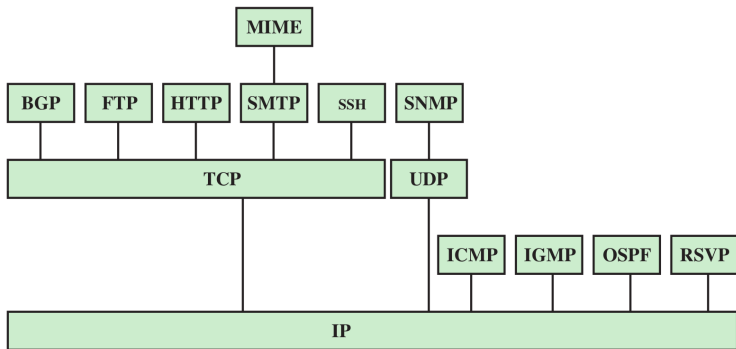 MIME
BGP FTP HTTP SMTP SSH SNMP
TCP UDP
ICMP IGMP OSPF RSVP
IP